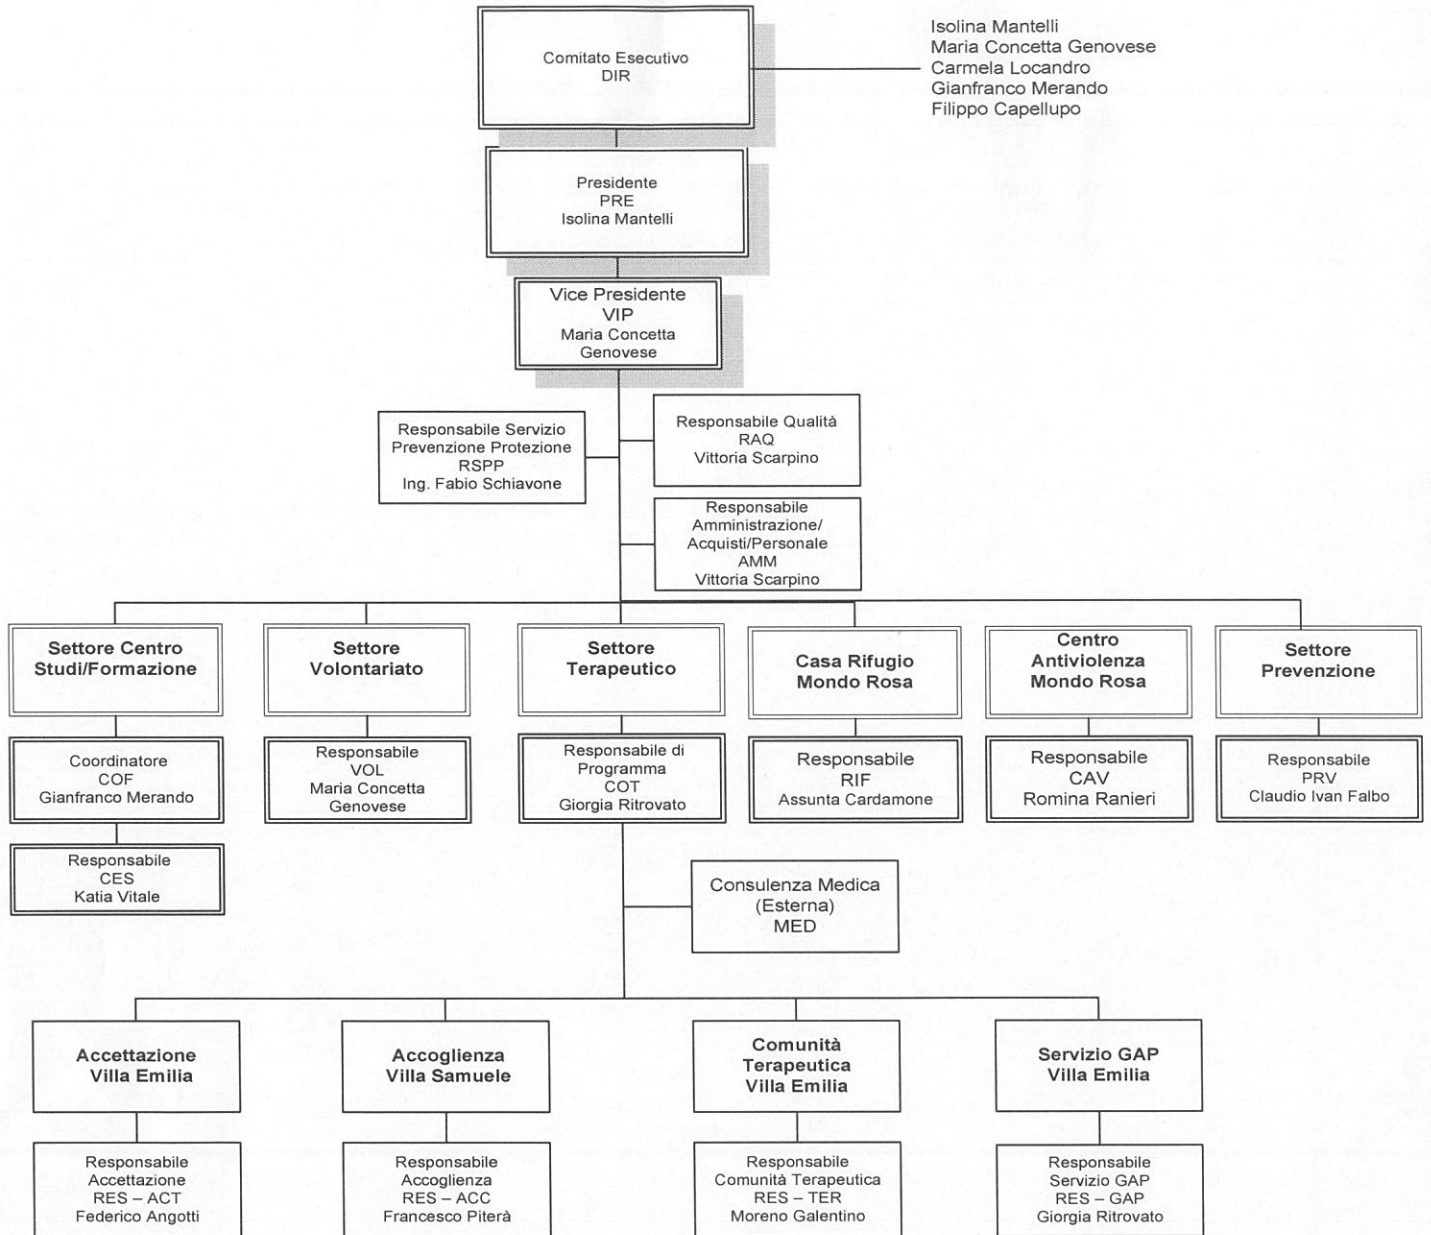 Comitato Esecutivo
DIR
Isolina Mantelli
Maria Concetta Genovese
Carmela Locandro
Gianfranco Merando
Filippo Capellupo
Presidente
PRE
Isolina Mantelli
Vice Presidente
VIP
Maria Concetta
Genovese
Responsabile Servizio
Prevenzione Protezione
RSPP
Ing. Fabio Schiavone
Responsabile Qualità
RAQ
Vittoria Scarpino
Responsabile
Amministrazione/
Acquisti/Personale
AMM
Vittoria Scarpino
Settore Centro
Studi/Formazione
Settore
Volontariato
Settore
Terapeutico
Casa Rifugio
Mondo Rosa
Centro
Antiviolenza
Mondo Rosa
Settore
Prevenzione
Coordinatore
COF
Gianfranco Merando
Responsabile
VOL
Maria Concetta
Genovese
Responsabile di
Programma
COT
Giorgia Ritrovato
Responsabile
RIF
Assunta Cardamone
Responsabile
CAV
Romina Ranieri
Responsabile
PRV
Claudio Ivan Falbo
Responsabile
CES
Katia Vitale
Consulenza Medica
(Esterna)
MED
Accettazione
Villa Emilia
Accoglienza
Villa Samuele
Comunità
Terapeutica
Villa Emilia
Servizio GAP
Villa Emilia
Responsabile
Accettazione
RES – ACT
Federico Angotti
Responsabile
Accoglienza
RES – ACC
Francesco Piterà
Responsabile
Comunità Terapeutica
RES – TER
Moreno Galentino
Responsabile
Servizio GAP
RES – GAP
Giorgia Ritrovato